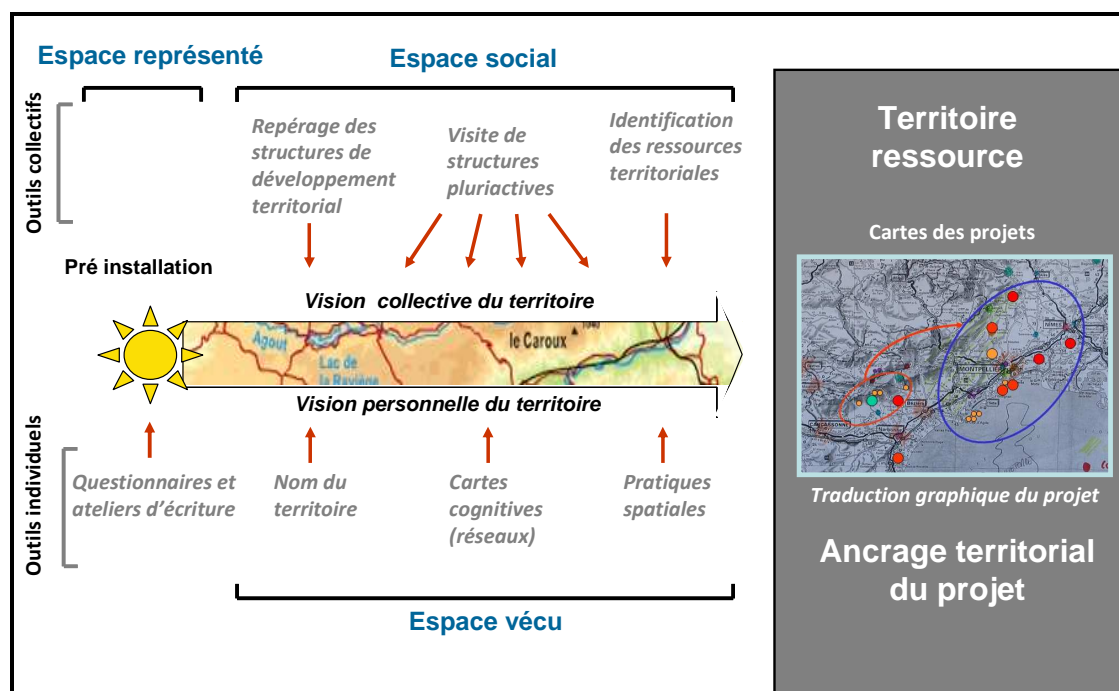 Espace représenté
Espace social
Outils collectifs
Repérage des
structures de
développement
territorial
Visite de
structures
pluriactives
Identification
des ressources
territoriales
Pré installation
Vision collective du territoire
Agout
Lac de
la Raviège
le Caroux
Vision personnelle du territoire
Outils individuels
Questionnaires et
ateliers d'écriture
Nom du
territoire
Cartes
cognitives
(réseaux)
Pratiques
spatiales
Espace vécu
Territoire
ressource
Cartes des projets
NIMES
MONTPELLIER
Béziers
CARCASSONNE
Traduction graphique du projet
Ancrage territorial
du projet